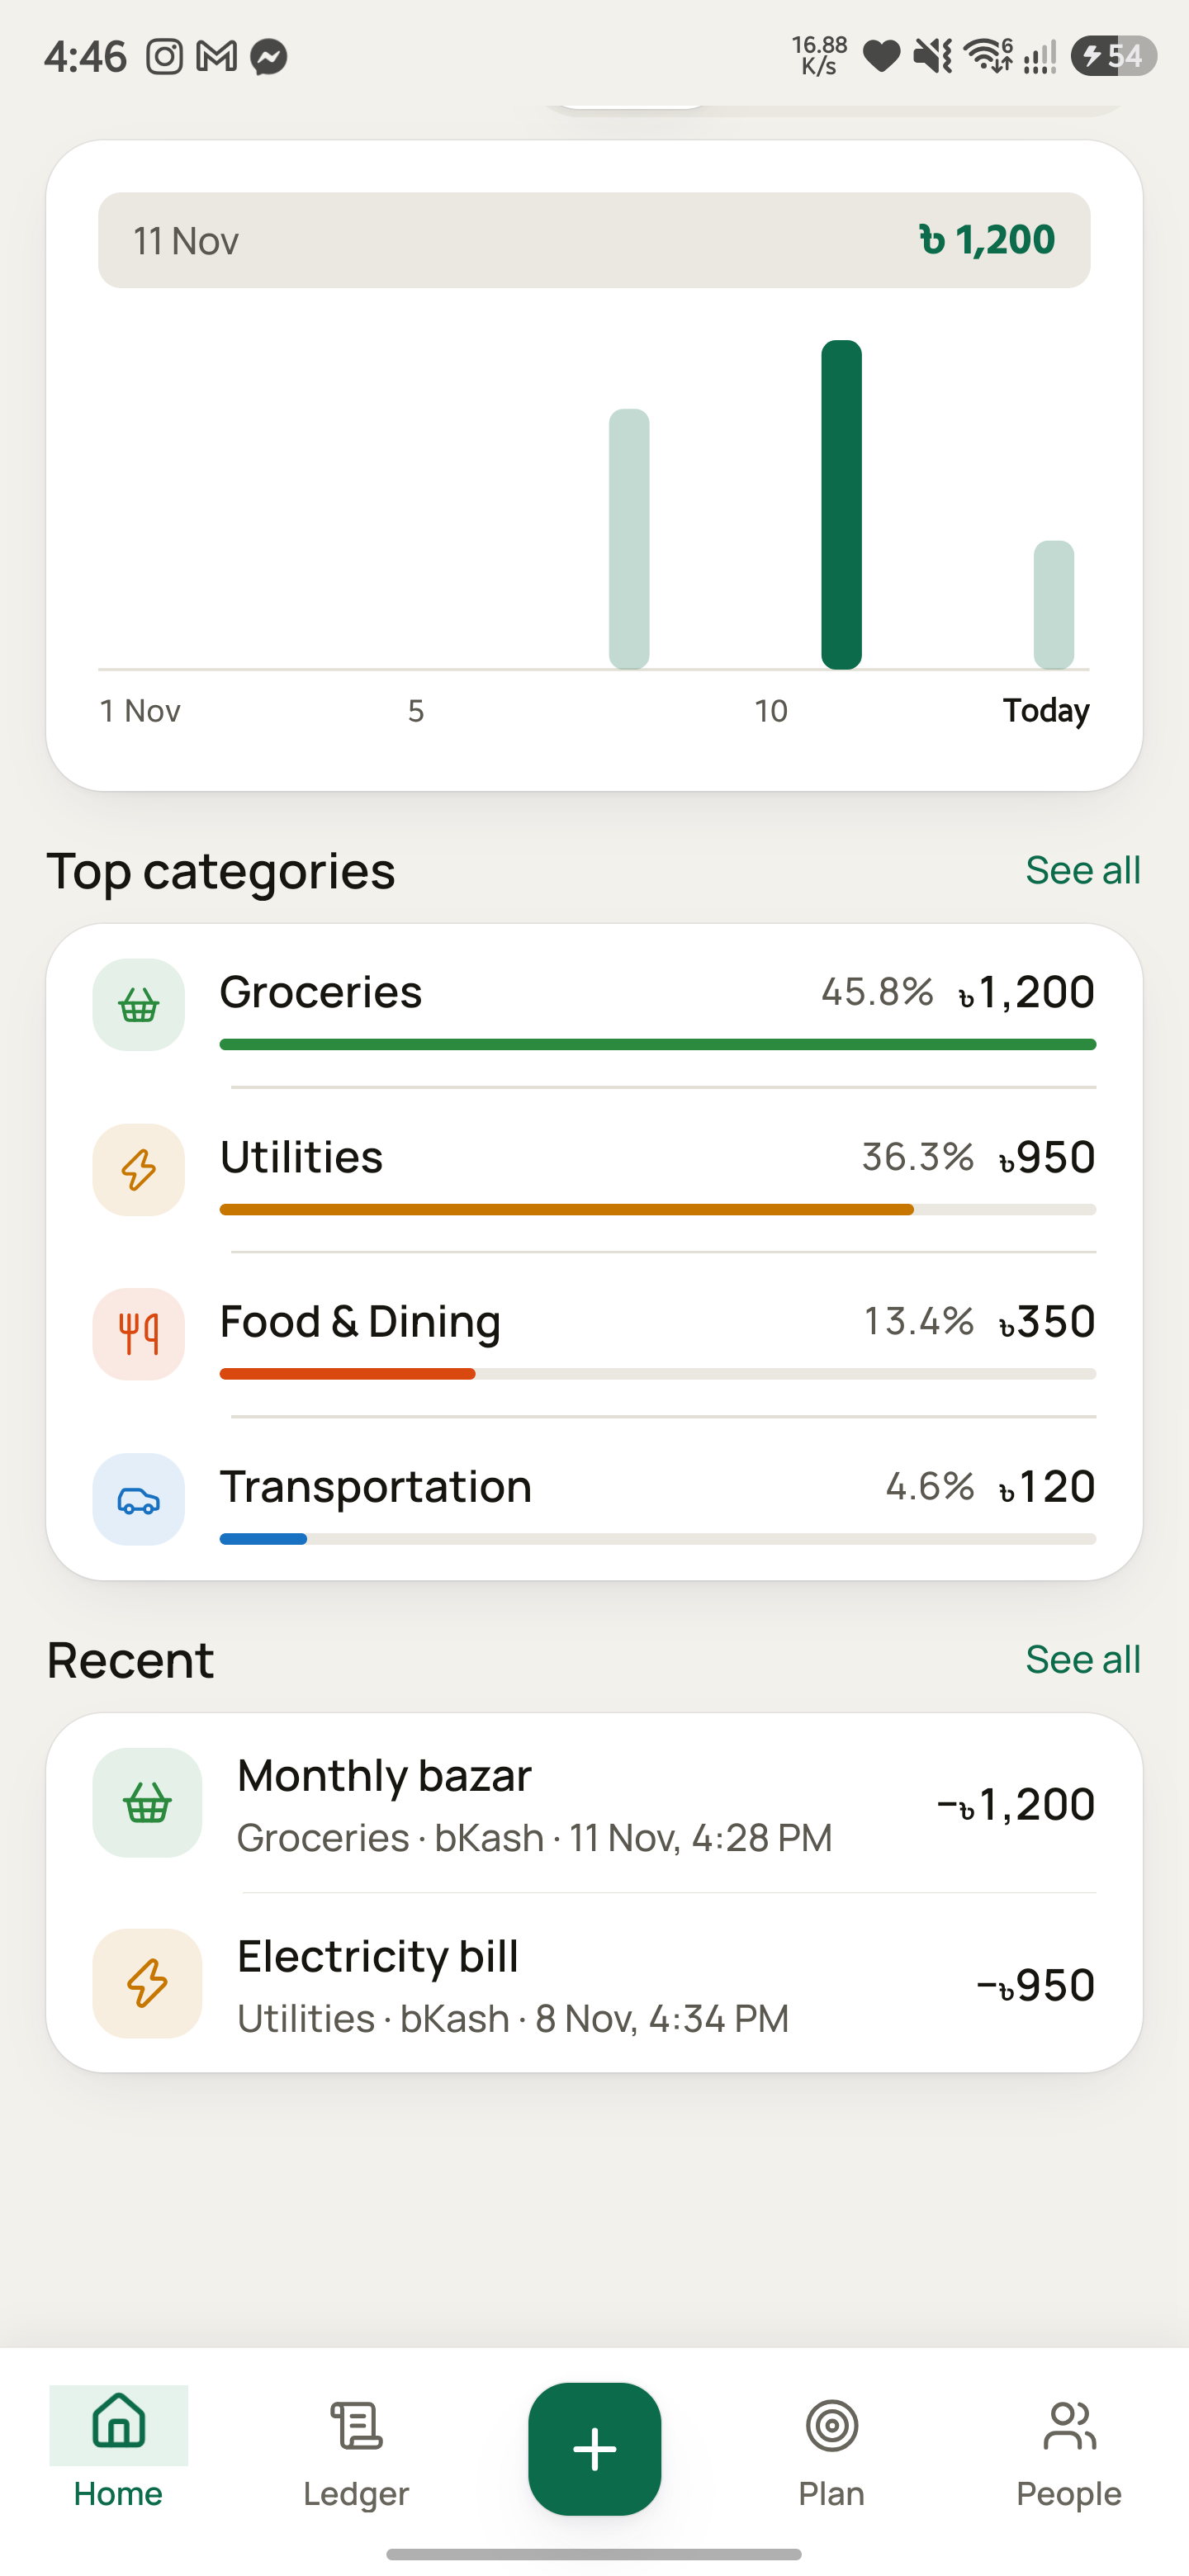 4:46
16.88 K/s
6
54
11 Nov ৳ 1,200
1 Nov 5 10 Today
Top categories See all
Groceries 45.8% ৳1,200
Utilities 36.3% ৳950
Food & Dining 13.4% ৳350
Transportation 4.6% ৳120
Recent See all
Monthly bazar
−৳1,200
Groceries · bKash · 11 Nov, 4:28 PM
Electricity bill
−৳950
Utilities · bKash · 8 Nov, 4:34 PM
Home Ledger Plan People